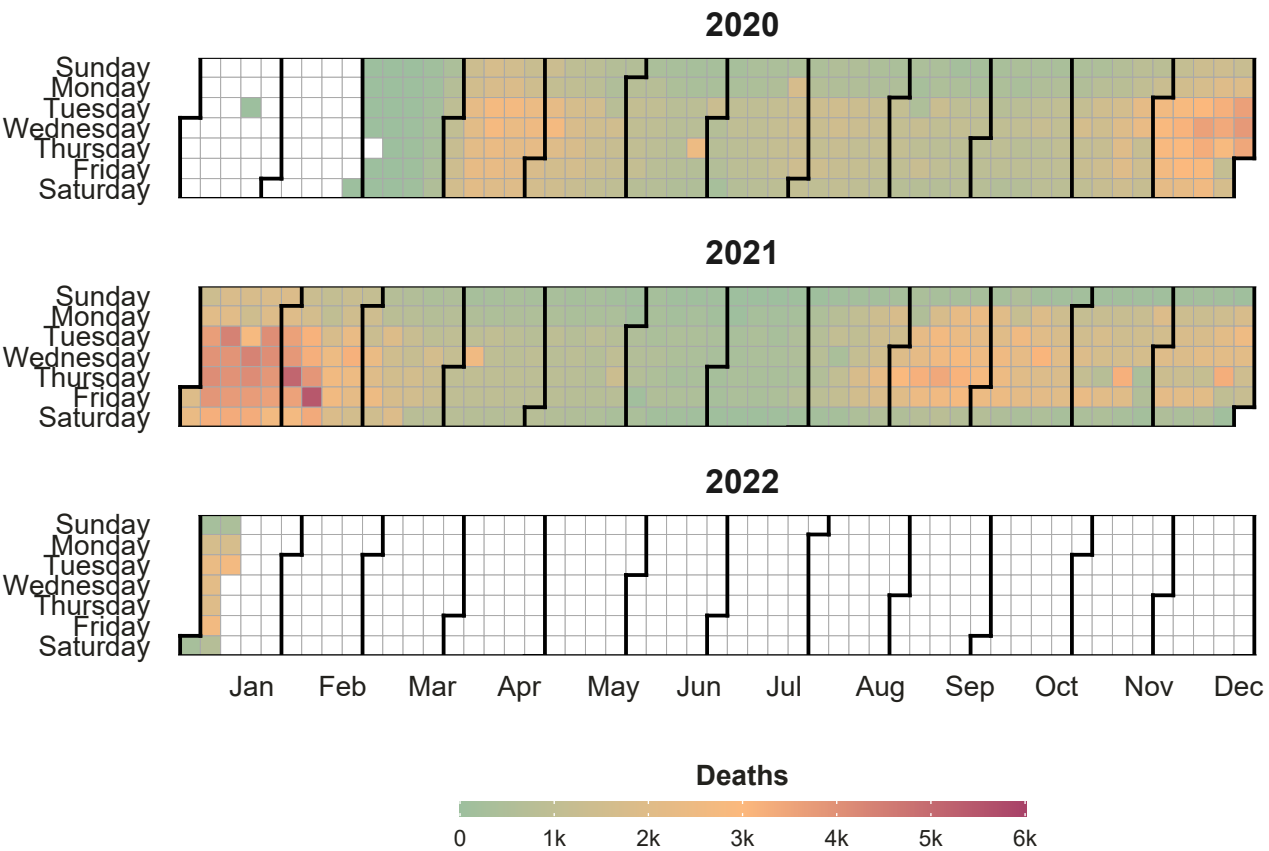 2020
Sunday
Monday
Tuesday
Wednesday
Thursday
Friday
Saturday
2021
Sunday
Monday
Tuesday
Wednesday
Thursday
Friday
Saturday
2022
Sunday
Monday
Tuesday
Wednesday
Thursday
Friday
Saturday
Jan Feb Mar Apr May Jun Jul Aug Sep Oct Nov Dec
Deaths
0 1k 2k 3k 4k 5k 6k